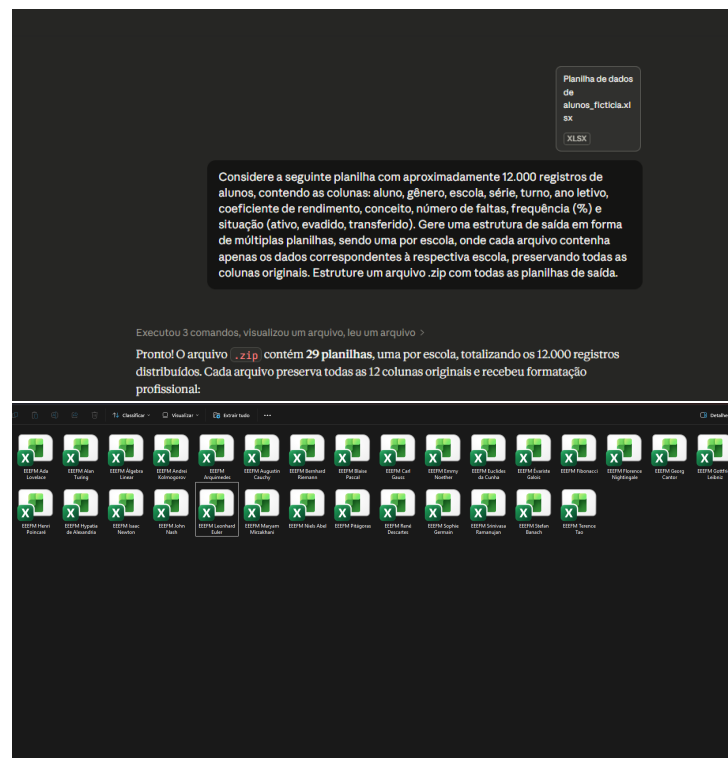 Planilha de dados
de
alunos_ficticia.xl
sx
XLSX
Considere a seguinte planilha com aproximadamente 12.000 registros de
alunos, contendo as colunas: aluno, gênero, escola, série, turno, ano letivo,
coeficiente de rendimento, conceito, número de faltas, frequência (%) e
situação (ativo, evadido, transferido). Gere uma estrutura de saída em forma
de múltiplas planilhas, sendo uma por escola, onde cada arquivo contenha
apenas os dados correspondentes à respectiva escola, preservando todas as
colunas originais. Estruture um arquivo .zip com todas as planilhas de saída.
Executou 3 comandos, visualizou um arquivo, leu um arquivo >
Pronto! O arquivo .zip contém 29 planilhas, uma por escola, totalizando os 12.000 registros
distribuídos. Cada arquivo preserva todas as 12 colunas originais e recebeu formatação
profissional:
Classificar Visualizar Extrair tudo ... Detalhe
EEEFM Ada EEEFM Alan EEEFM Álgebra EEEFM Andrei EEEFM EEEFM Augustin EEEFM Bernhard EEEFM Blaise EEEFM Carl EEEFM Emmy EEEFM Euclides EEEFM Évariste EEEFM Fibonacci EEEFM Florence EEEFM Georg EEEFM Gottfri
Lovelace Turing Linear Kolmogorov Arquimedes Cauchy Riemann Pascal Gauss Noether da Cunha Galois Nightingale Cantor Leibniz
EEEFM Henri EEEFM Hypatia EEEFM Isaac EEEFM John EEEFM Leonhard EEEFM Maryam EEEFM Niels Abel EEEFM Pitágoras EEEFM René EEEFM Sophie EEEFM Srinivasa EEEFM Stefan EEEFM Terence
Poincaré de Alexandria Newton Nash Euler Mirzakhani Descartes Germain Ramanujan Banach Tao